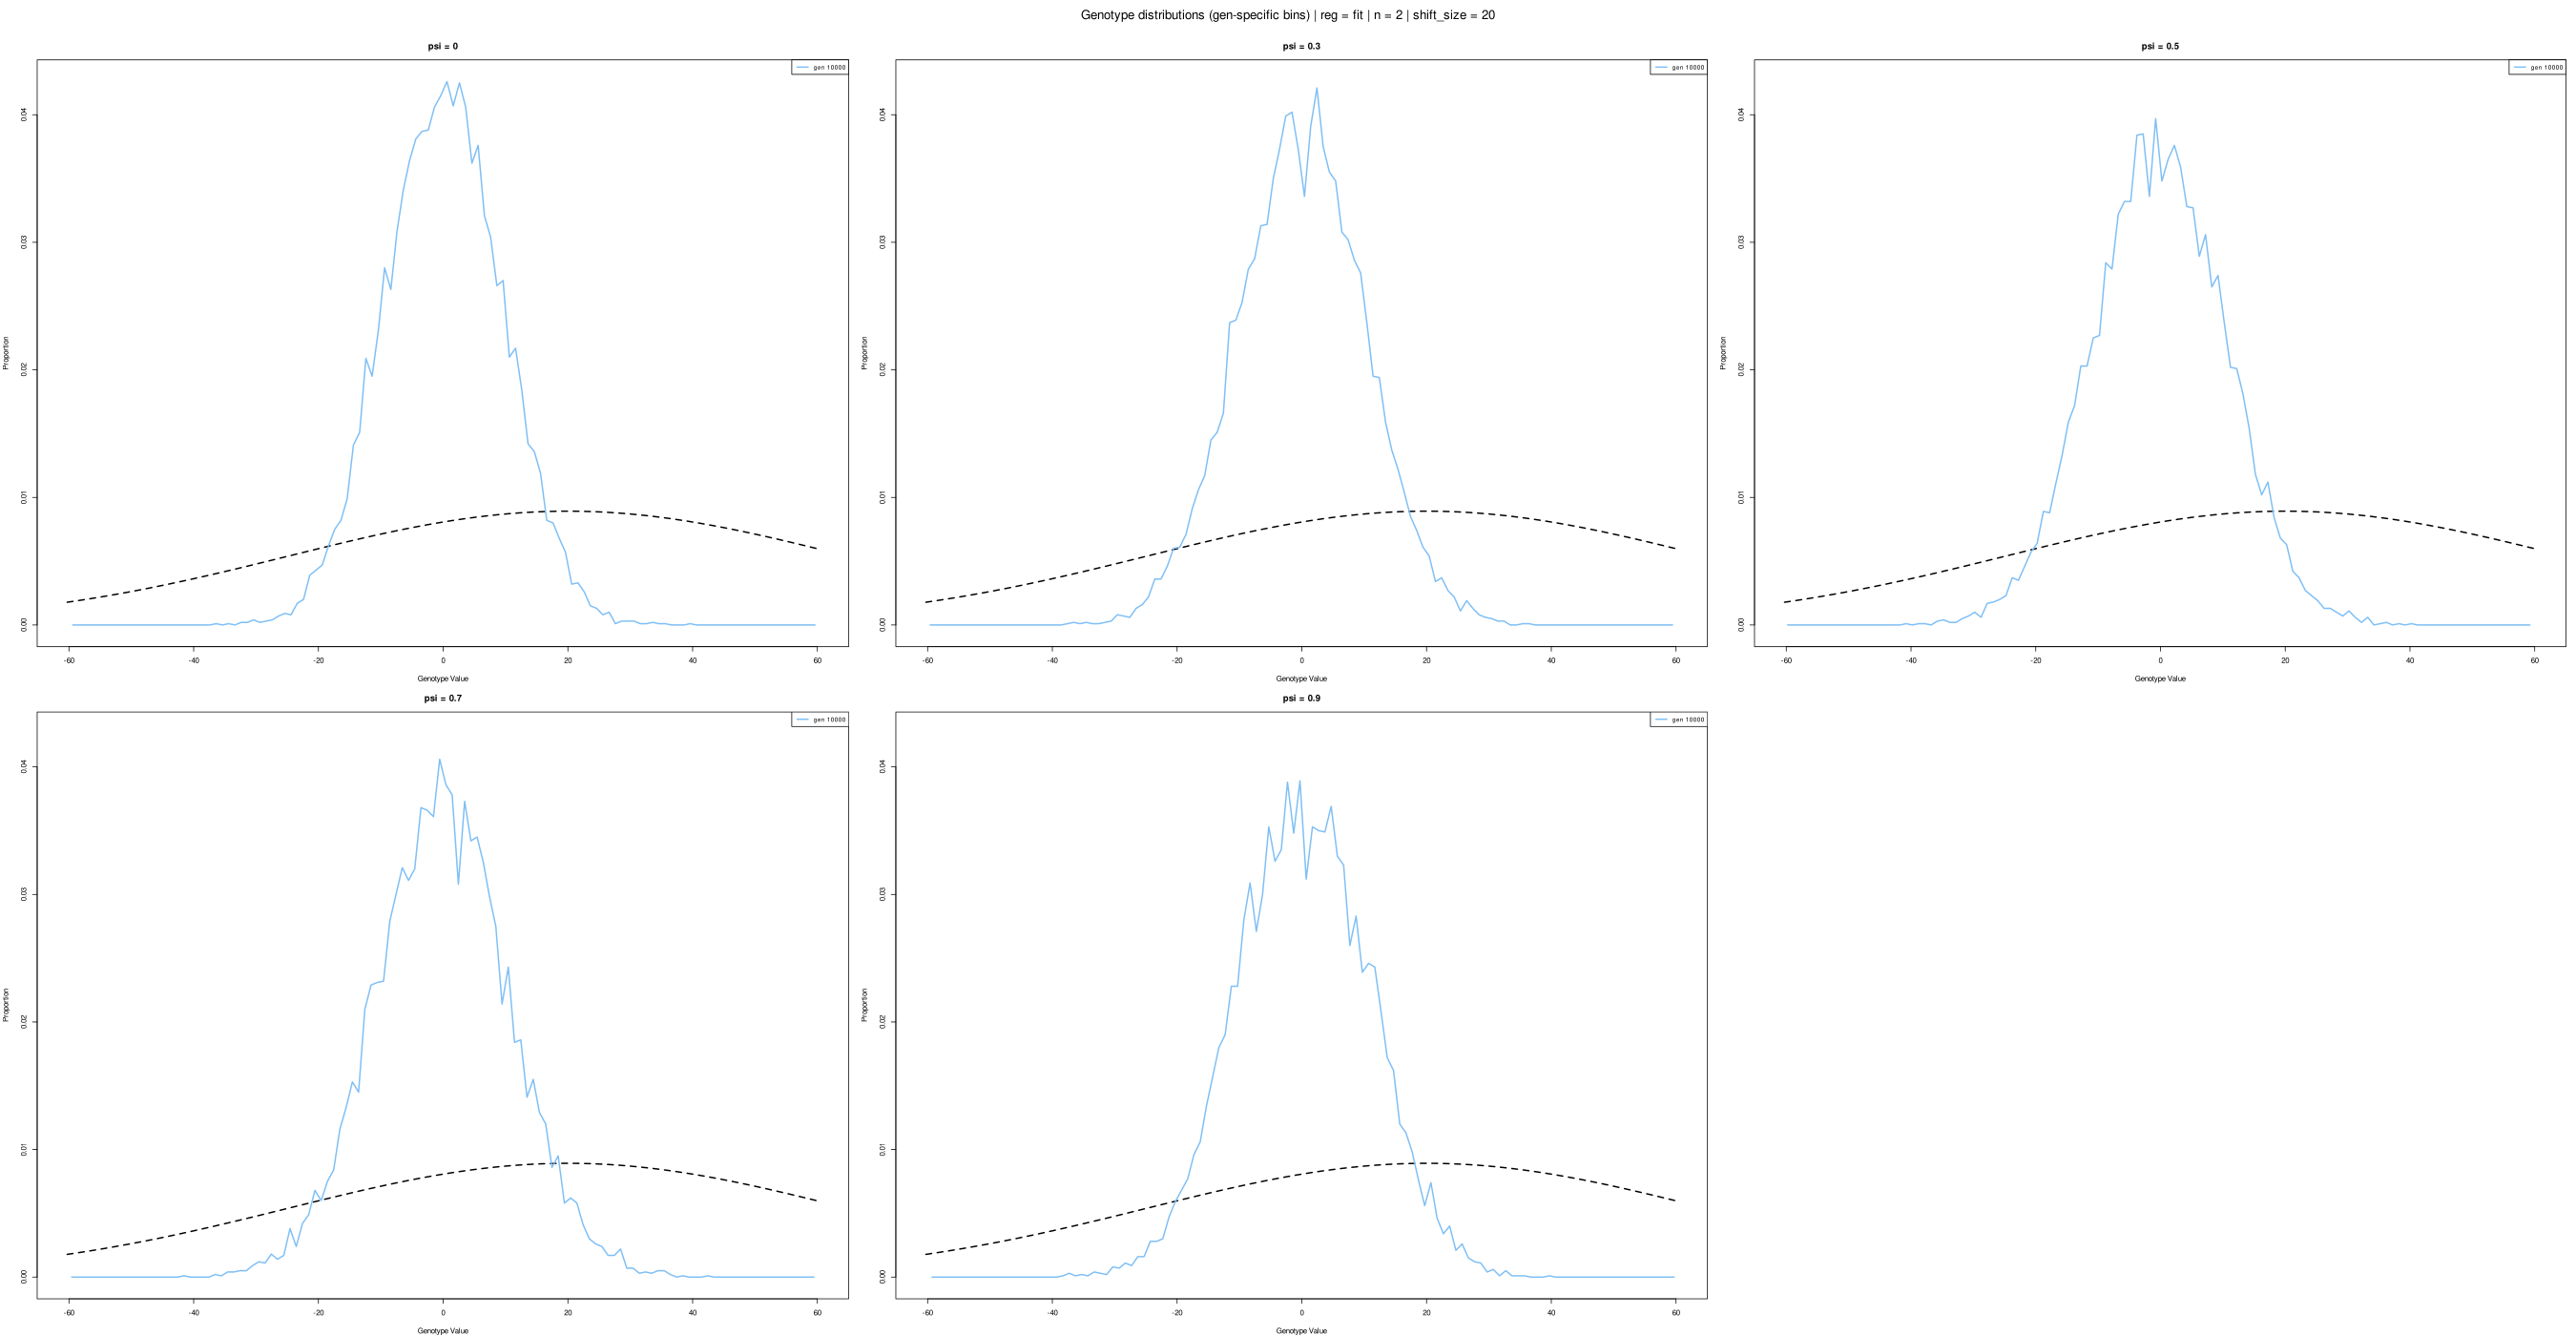 Genotype distributions (gen-specific bins) | reg = fit | n = 2 | shift_size = 20
psi = 0
psi = 0.3
psi = 0.5
gen 10000
gen 10000
gen 10000
Proportion
0.00 0.01 0.02 0.03 0.04
Proportion
0.00 0.01 0.02 0.03 0.04
Proportion
0.00 0.01 0.02 0.03 0.04
-60 -40 -20 0 20 40 60
-60 -40 -20 0 20 40 60
-60 -40 -20 0 20 40 60
Genotype Value
Genotype Value
Genotype Value
psi = 0.7
psi = 0.9
gen 10000
gen 10000
Proportion
0.00 0.01 0.02 0.03 0.04
Proportion
0.00 0.01 0.02 0.03 0.04
-60 -40 -20 0 20 40 60
-60 -40 -20 0 20 40 60
Genotype Value
Genotype Value